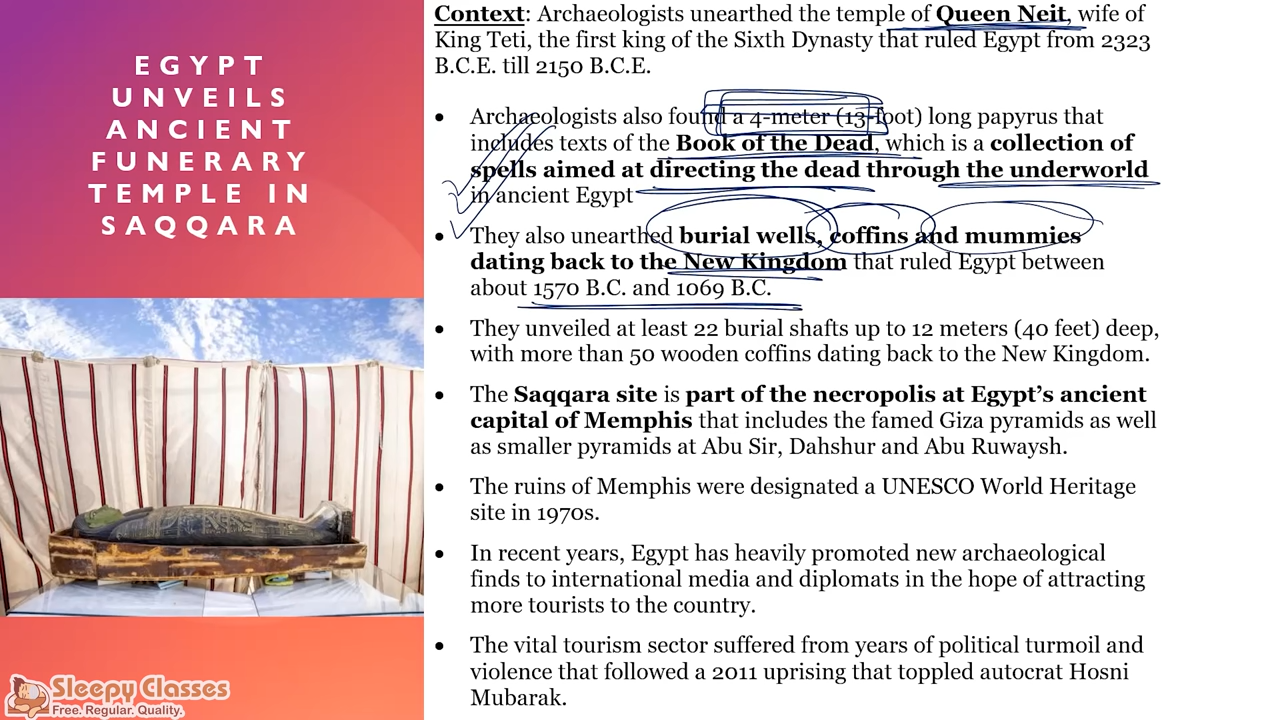 EGYPT
UNVEILS
ANCIENT
FUNERARY
TEMPLE IN
SAQQARA
Context: Archaeologists unearthed the temple of Queen Neit, wife of
King Teti, the first king of the Sixth Dynasty that ruled Egypt from 2323
B.C.E. till 2150 B.C.E.
• Archaeologists also found a 4-meter (13-foot) long papyrus that
includes texts of the Book of the Dead, which is a collection of
spells aimed at directing the dead through the underworld
in ancient Egypt
• They also unearthed burial wells, coffins and mummies
dating back to the New Kingdom that ruled Egypt between
about 1570 B.C. and 1069 B.C.
• They unveiled at least 22 burial shafts up to 12 meters (40 feet) deep,
with more than 50 wooden coffins dating back to the New Kingdom.
• The Saqqara site is part of the necropolis at Egypt’s ancient
capital of Memphis that includes the famed Giza pyramids as well
as smaller pyramids at Abu Sir, Dahshur and Abu Ruwaysh.
• The ruins of Memphis were designated a UNESCO World Heritage
site in 1970s.
• In recent years, Egypt has heavily promoted new archaeological
finds to international media and diplomats in the hope of attracting
more tourists to the country.
• The vital tourism sector suffered from years of political turmoil and
violence that followed a 2011 uprising that toppled autocrat Hosni
Mubarak.
Sleepy Classes
Free. Regular. Quality.